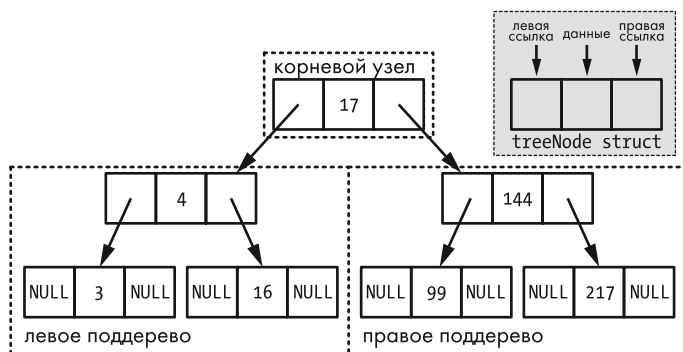 левая
ссылка
данные
правая
ссылка
treeNode struct
корневой узел
17
4
144
NULL 3 NULL
NULL 16 NULL
NULL 99 NULL
NULL 217 NULL
левое поддерево
правое поддерево